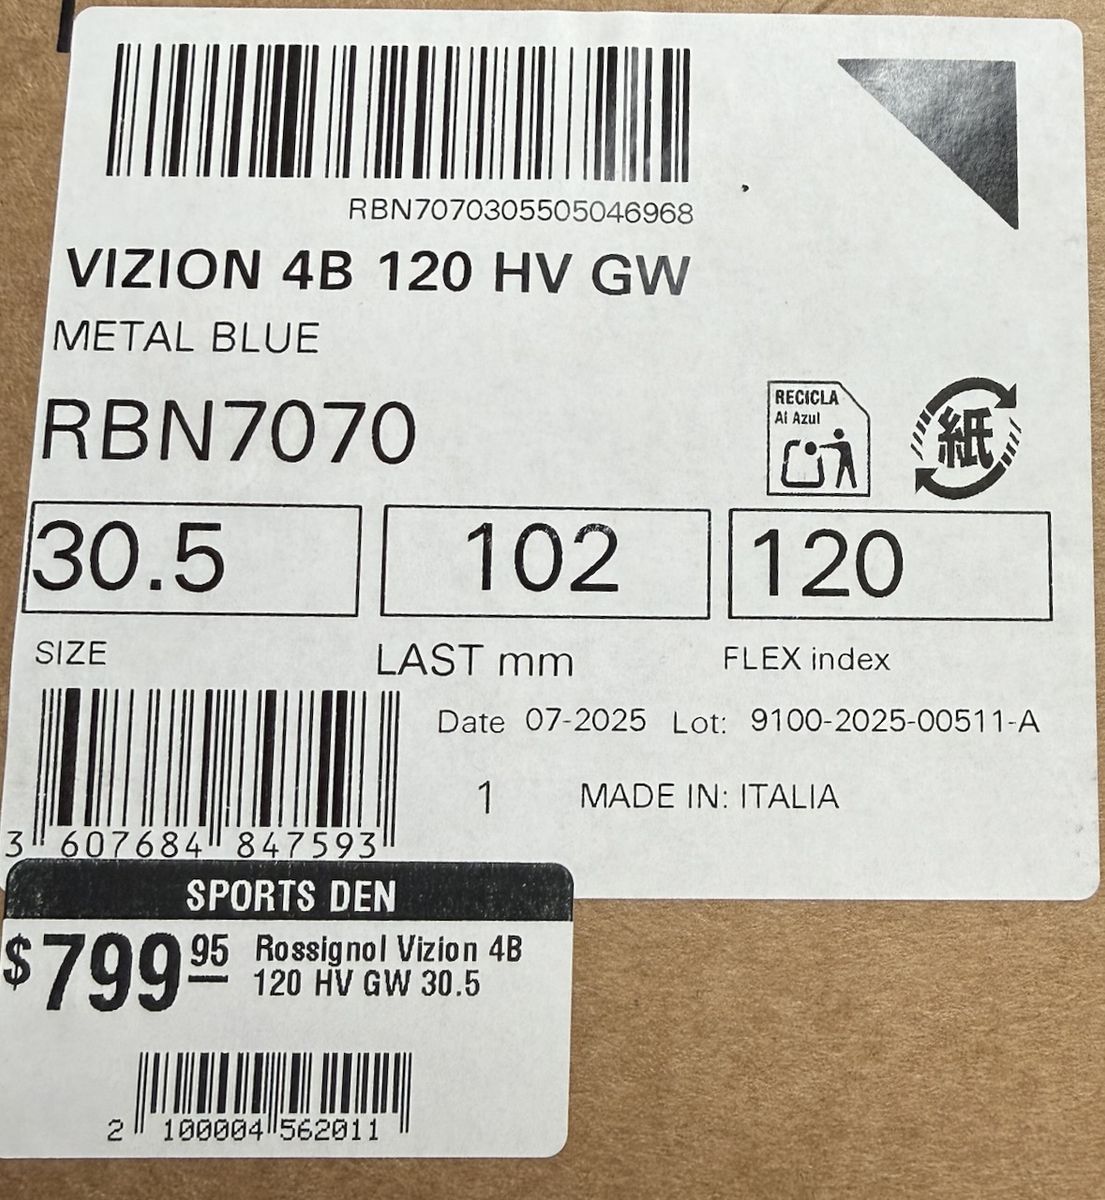 RBN7070305505046968
VIZION 4B 120 HV GW
METAL BLUE
RBN7070
RECICLA
Al Azul
紙
30.5
102
120
SIZE
LAST mm
FLEX index
Date 07-2025 Lot: 9100-2025-00511-A
1 MADE IN: ITALIA
3 607684 847593
SPORTS DEN
$799.95
Rossignol Vizion 4B
120 HV GW 30.5
2 100004 562011